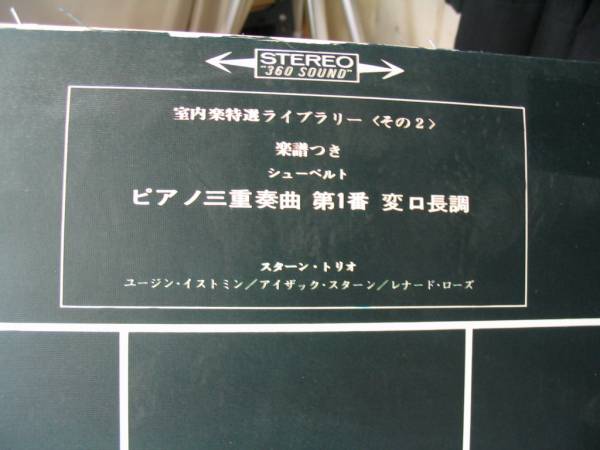 STEREO
"360 SOUND"
室内楽特選ライブラリー〈その2〉
楽譜つき
シューベルト
ピアノ三重奏曲 第1番 変ロ長調
スターン・トリオ
ユージン・イストミン/アイザック・スターン/レナード・ローズ